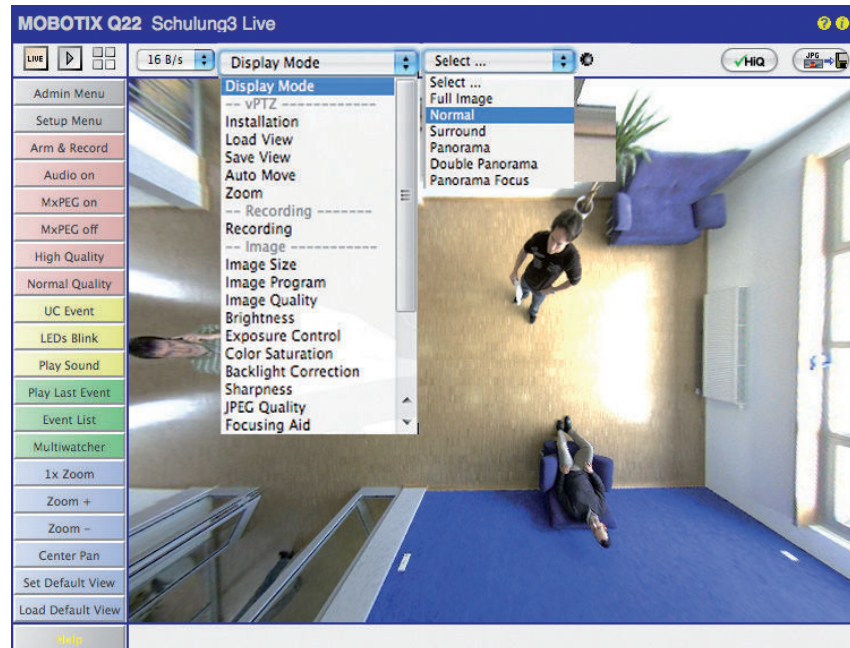 MOBOTIX Q22 Schulung3 Live
? i
LIVE
16 B/s
Display Mode
Select ...
HiQ
JPG
Display Mode
-- vPTZ ------------
Installation
Load View
Save View
Auto Move
Zoom
-- Recording -------
Recording
-- Image -----------
Image Size
Image Program
Image Quality
Brightness
Exposure Control
Color Saturation
Backlight Correction
Sharpness
JPEG Quality
Focusing Aid
Select ...
Full Image
Normal
Surround
Panorama
Double Panorama
Panorama Focus
Admin Menu
Setup Menu
Arm & Record
Audio on
MxPEG on
MxPEG off
High Quality
Normal Quality
UC Event
LEDs Blink
Play Sound
Play Last Event
Event List
Multiwatcher
1x Zoom
Zoom +
Zoom –
Center Pan
Set Default View
Load Default View
Help